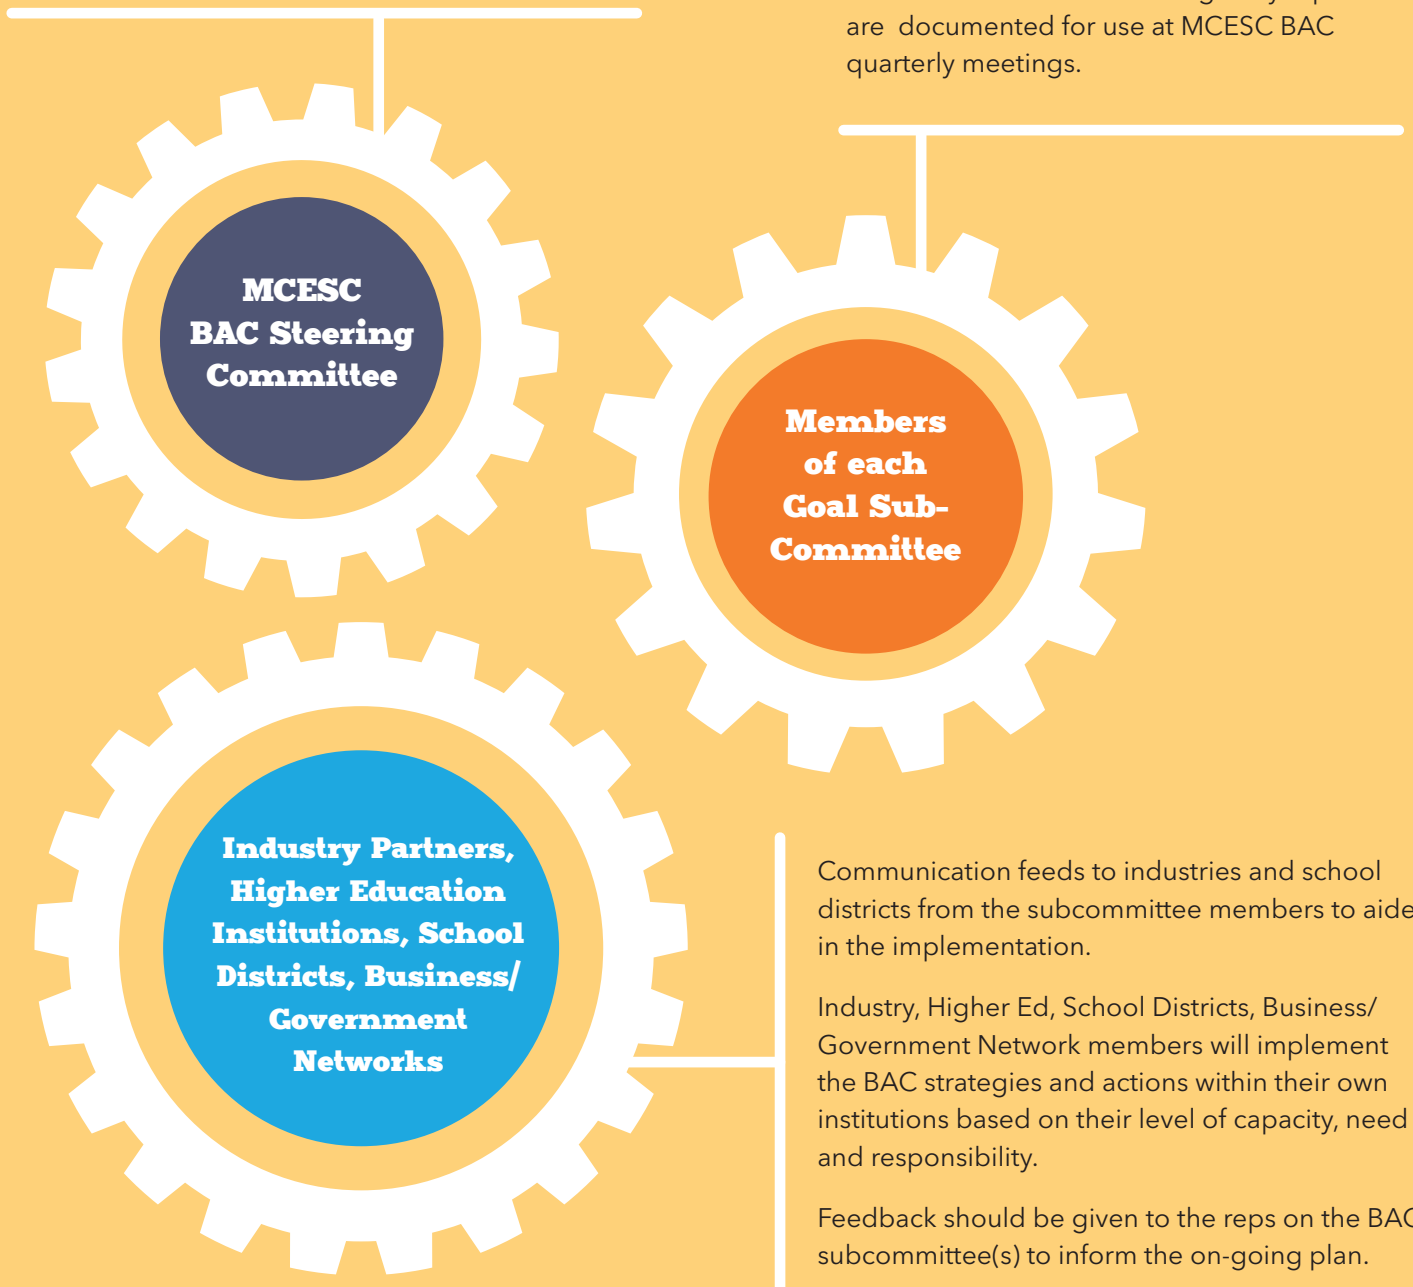 are documented for use at MCESC BAC
quarterly meetings.
MCESC
BAC Steering
Committee
Members
of each
Goal Sub-
Committee
Industry Partners,
Higher Education
Institutions, School
Districts, Business/
Government
Networks
Communication feeds to industries and school
districts from the subcommittee members to aide
in the implementation.
Industry, Higher Ed, School Districts, Business/
Government Network members will implement
the BAC strategies and actions within their own
institutions based on their level of capacity, need
and responsibility.
Feedback should be given to the reps on the BAC
subcommittee(s) to inform the on-going plan.